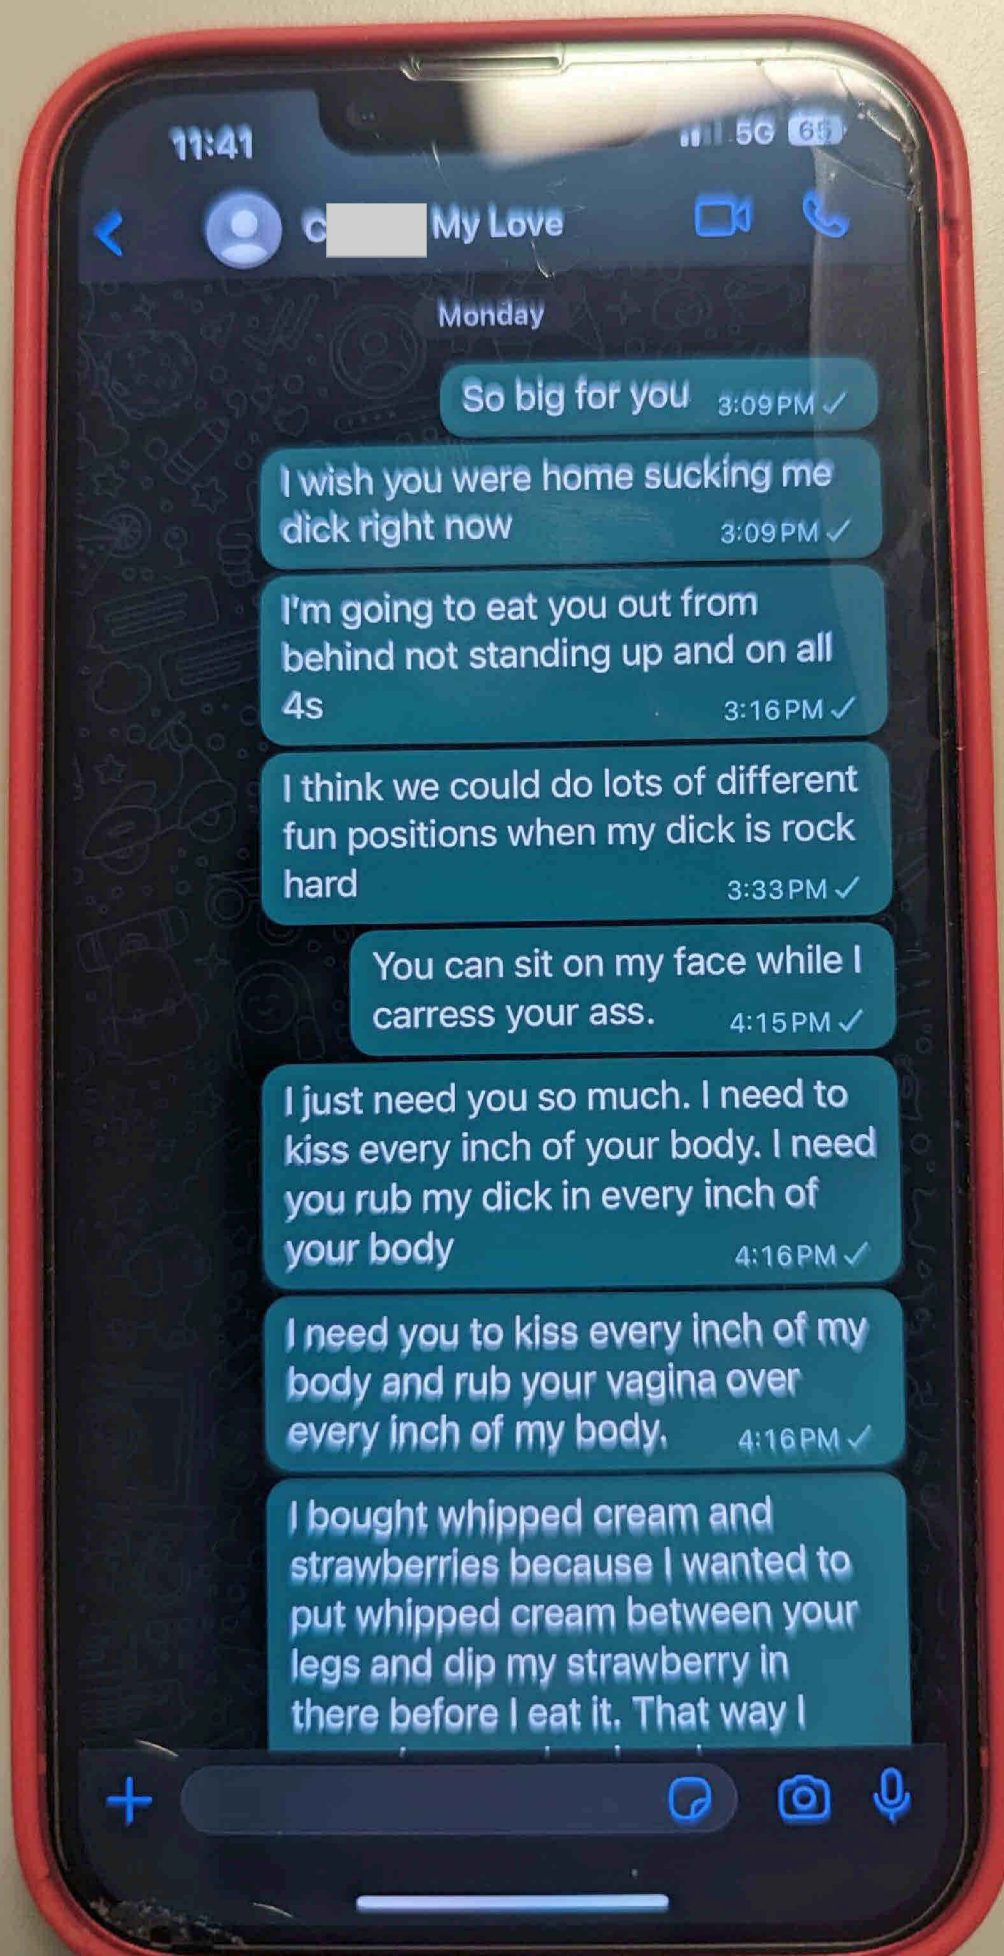 11:41 5G 65
C My Love
Monday
So big for you 3:09 PM
I wish you were home sucking me
dick right now 3:09 PM
I'm going to eat you out from
behind not standing up and on all
4s 3:16 PM
I think we could do lots of different
fun positions when my dick is rock
hard 3:33 PM
You can sit on my face while I
carress your ass. 4:15 PM
I just need you so much. I need to
kiss every inch of your body. I need
you rub my dick in every inch of
your body 4:16 PM
I need you to kiss every inch of my
body and rub your vagina over
every inch of my body. 4:16 PM
I bought whipped cream and
strawberries because I wanted to
put whipped cream between your
legs and dip my strawberry in
there before I eat it. That way I